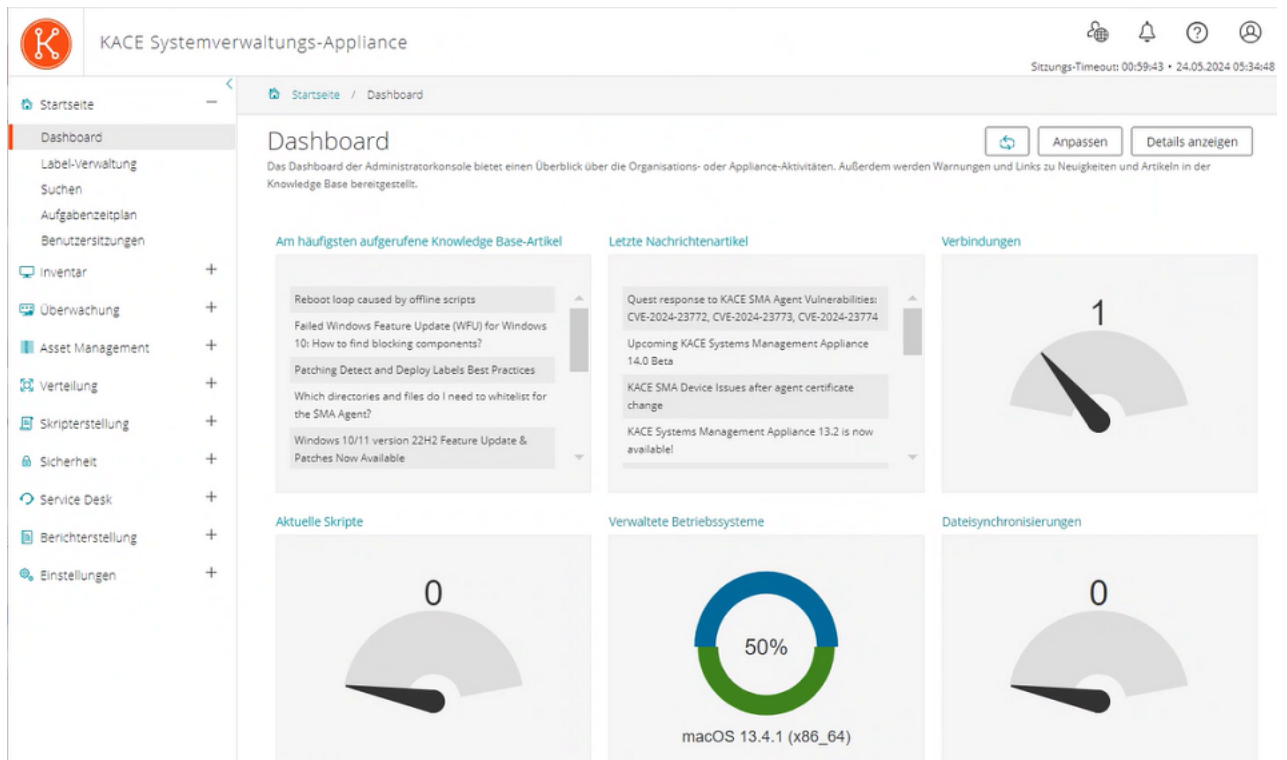 KACE Systemverwaltungs-Appliance
Sitzungs-Timeout: 00:59:43 • 24.05.2024 05:34:48
Startseite
Dashboard
Label-Verwaltung
Suchen
Aufgabenzeitplan
Benutzersitzungen
Inventar
Überwachung
Asset Management
Verteilung
Skripterstellung
Sicherheit
Service Desk
Berichterstellung
Einstellungen
Startseite / Dashboard
Dashboard
Anpassen
Details anzeigen
Das Dashboard der Administratorkonsole bietet einen Überblick über die Organisations- oder Appliance-Aktivitäten. Außerdem werden Warnungen und Links zu Neuigkeiten und Artikeln in der
Knowledge Base bereitgestellt.
Am häufigsten aufgerufene Knowledge Base-Artikel
Reboot loop caused by offline scripts
Failed Windows Feature Update (WFU) for Windows
10: How to find blocking components?
Patching Detect and Deploy Labels Best Practices
Which directories and files do I need to whitelist for
the SMA Agent?
Windows 10/11 version 22H2 Feature Update &
Patches Now Available
Letzte Nachrichtenartikel
Quest response to KACE SMA Agent Vulnerabilities:
CVE-2024-23772, CVE-2024-23773, CVE-2024-23774
Upcoming KACE Systems Management Appliance
14.0 Beta
KACE SMA Device Issues after agent certificate
change
KACE Systems Management Appliance 13.2 is now
available!
Verbindungen
1
Aktuelle Skripte
0
Verwaltete Betriebssysteme
50%
macOS 13.4.1 (x86_64)
Dateisynchronisierungen
0